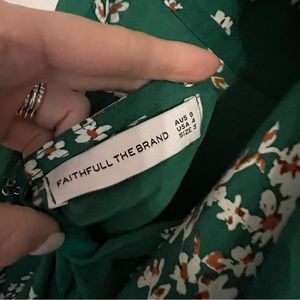 FAITHFULL THE BRAND
AUS 8
USA 4
SIZE S